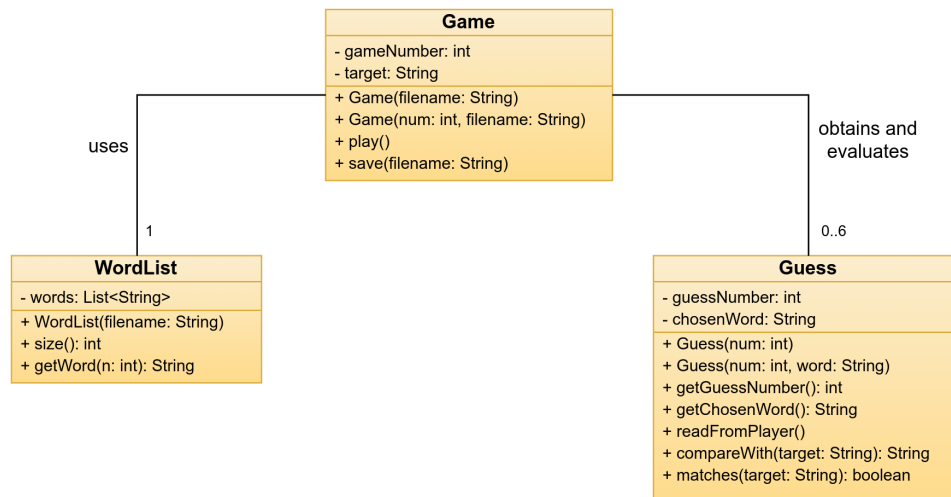 Game
- gameNumber: int
- target: String
+ Game(filename: String)
+ Game(num: int, filename: String)
+ play()
+ save(filename: String)
uses
obtains and
evaluates
1
0..6
WordList
- words: List<String>
+ WordList(filename: String)
+ size(): int
+ getWord(n: int): String
Guess
- guessNumber: int
- chosenWord: String
+ Guess(num: int)
+ Guess(num: int, word: String)
+ getGuessNumber(): int
+ getChosenWord(): String
+ readFromPlayer()
+ compareWith(target: String): String
+ matches(target: String): boolean